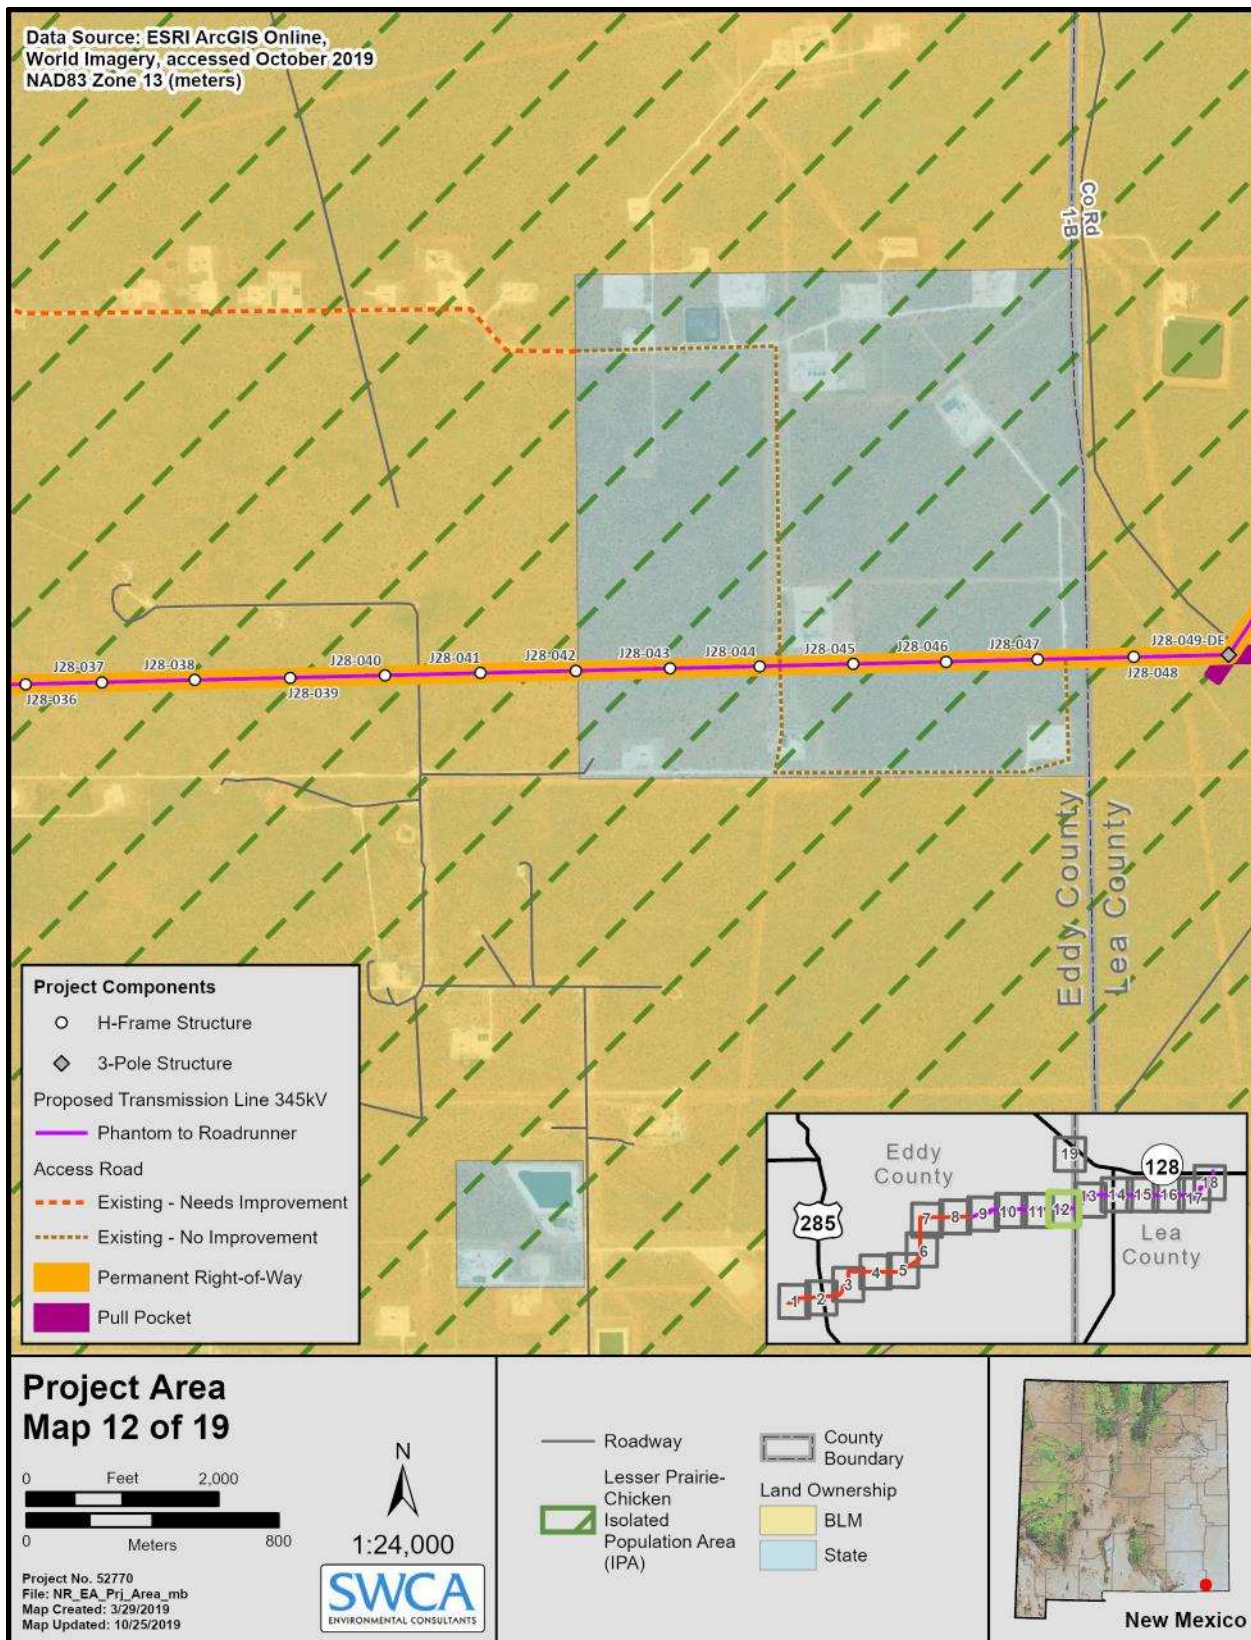 Data Source: ESRI ArcGIS Online,
World Imagery, accessed October 2019
NAD83 Zone 13 (meters)
Co Rd
1-B
J28-037
J28-038
J28-040
J28-041
J28-042
J28-043
J28-044
J28-045
J28-046
J28-047
J28-049-DE
J28-036
J28-039
J28-048
Eddy County
Lea County
Project Components
H-Frame Structure
3-Pole Structure
Proposed Transmission Line 345kV
Phantom to Roadrunner
Access Road
Existing - Needs Improvement
Existing - No Improvement
Permanent Right-of-Way
Pull Pocket
Eddy
County
285
128
Lea
County
1
2
3
4
5
6
7
8
9
10
11
12
13
14
15
16
17
18
19
Project Area
Map 12 of 19
0 Feet 2,000
0 Meters 800
N
1:24,000
Project No. 52770
File: NR_EA_Prj_Area_mb
Map Created: 3/29/2019
Map Updated: 10/25/2019
SWCA
ENVIRONMENTAL CONSULTANTS
Roadway
Lesser Prairie-
Chicken
Isolated
Population Area
(IPA)
County
Boundary
Land Ownership
BLM
State
New Mexico